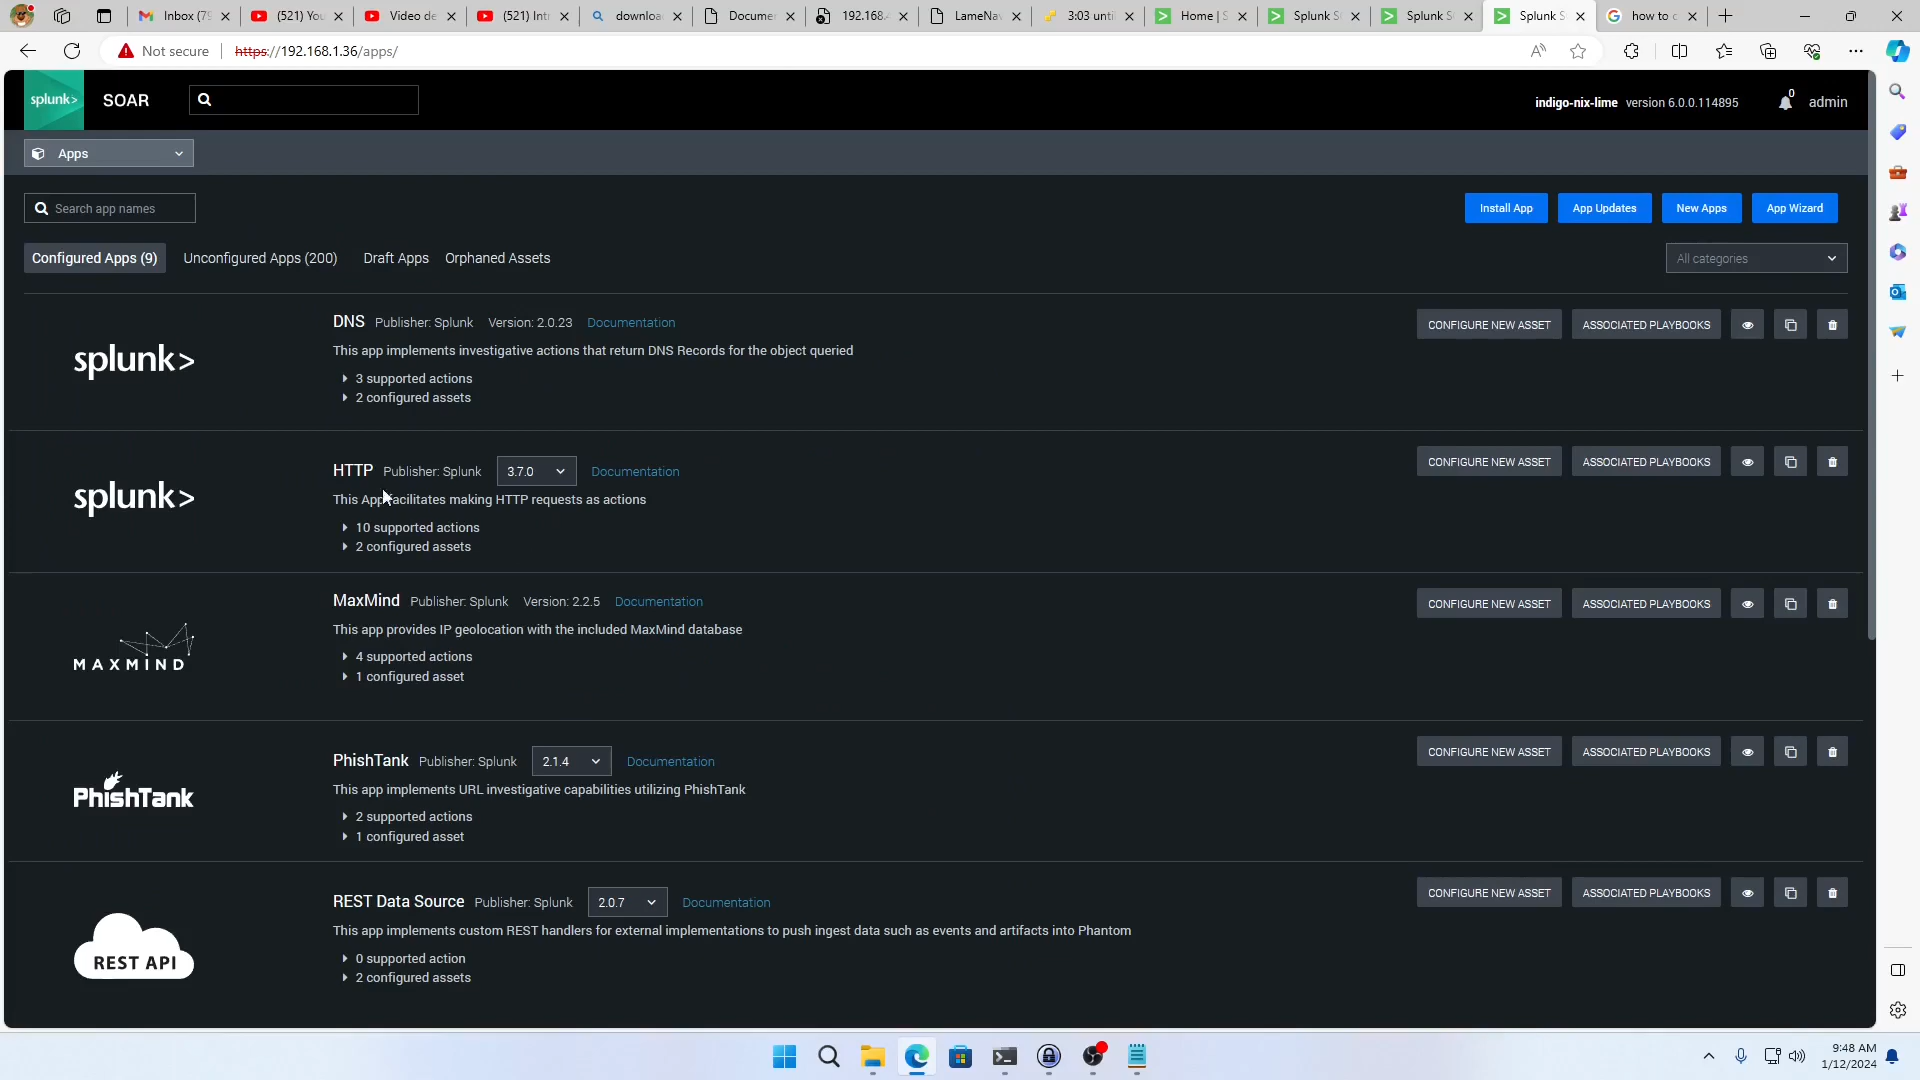 Inbox (79
(521) You
Video de
(521) Int
downloa
Documen
192.168.
LameNav
3:03 unti
Home | S
Splunk S
Splunk S
Splunk S
how to c
Not secure
https://192.168.1.36/apps/
splunk>
SOAR
indigo-nix-lime version 6.0.0.114895
0
admin
Apps
Search app names
Install App
App Updates
New Apps
App Wizard
Configured Apps (9)
Unconfigured Apps (200)
Draft Apps
Orphaned Assets
All categories
splunk>
DNS Publisher: Splunk Version: 2.0.23 Documentation
This app implements investigative actions that return DNS Records for the object queried
3 supported actions
2 configured assets
CONFIGURE NEW ASSET
ASSOCIATED PLAYBOOKS
splunk>
HTTP Publisher: Splunk 3.7.0 Documentation
This App facilitates making HTTP requests as actions
10 supported actions
2 configured assets
CONFIGURE NEW ASSET
ASSOCIATED PLAYBOOKS
MAXMIND
MaxMind Publisher: Splunk Version: 2.2.5 Documentation
This app provides IP geolocation with the included MaxMind database
4 supported actions
1 configured asset
CONFIGURE NEW ASSET
ASSOCIATED PLAYBOOKS
PhishTank
PhishTank Publisher: Splunk 2.1.4 Documentation
This app implements URL investigative capabilities utilizing PhishTank
2 supported actions
1 configured asset
CONFIGURE NEW ASSET
ASSOCIATED PLAYBOOKS
REST API
REST Data Source Publisher: Splunk 2.0.7 Documentation
This app implements custom REST handlers for external implementations to push ingest data such as events and artifacts into Phantom
0 supported action
2 configured assets
CONFIGURE NEW ASSET
ASSOCIATED PLAYBOOKS
9:48 AM
1/12/2024